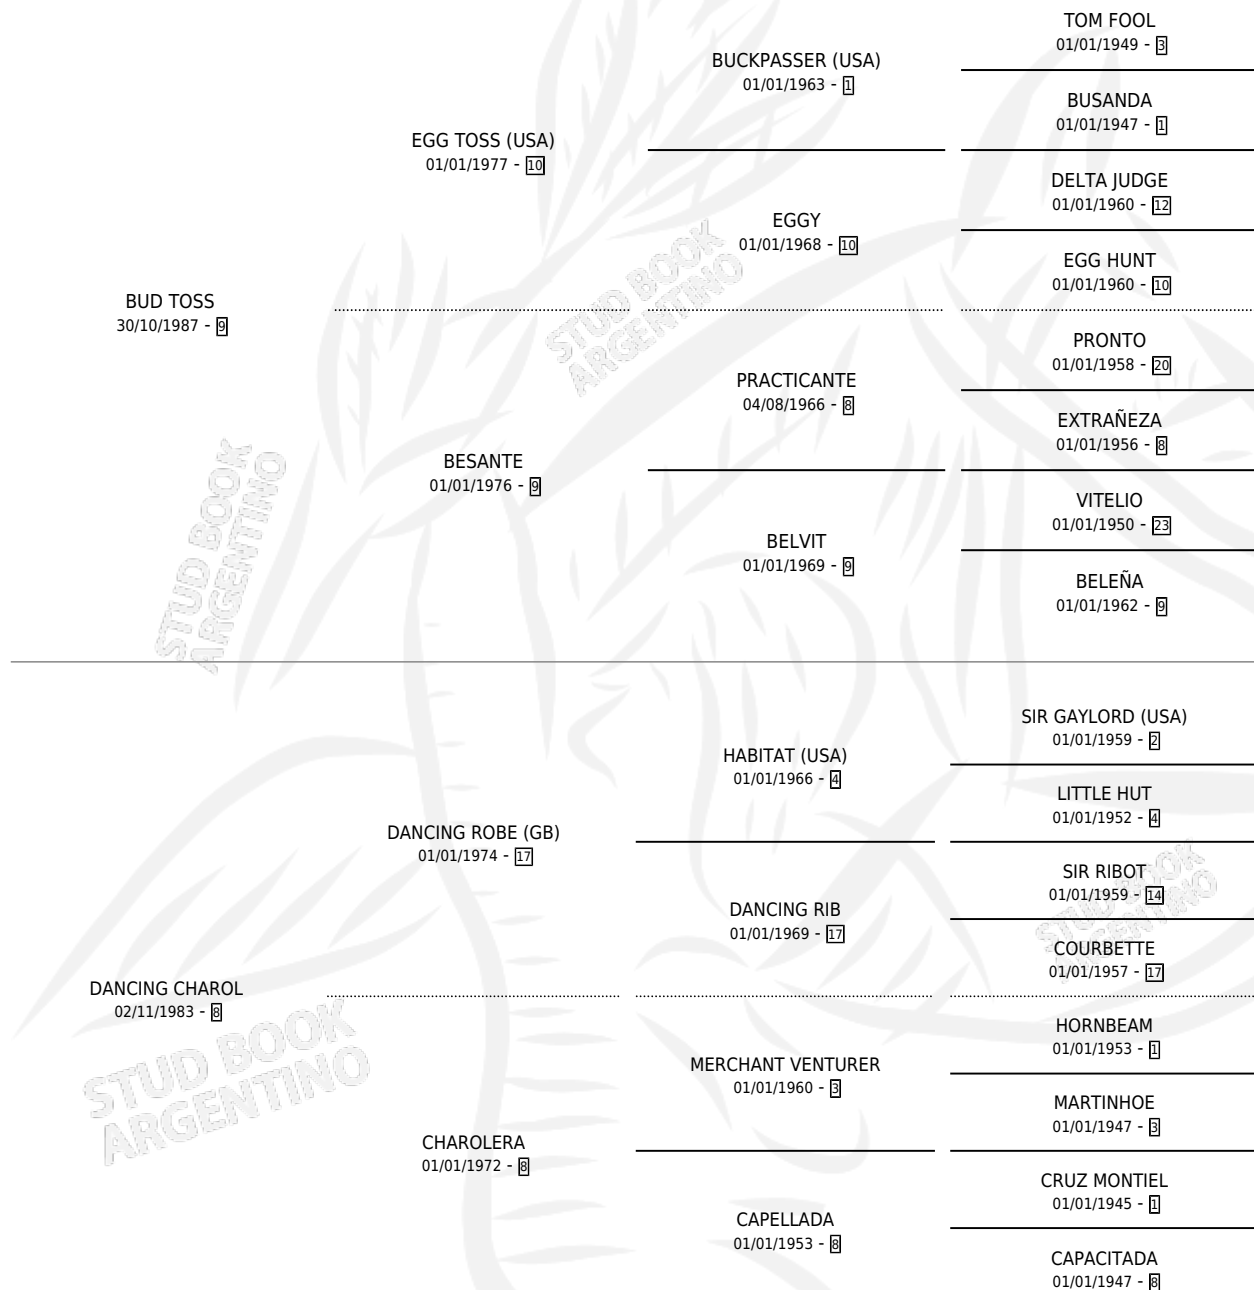 TOM FOOL
01/01/1949 - 3
BUCKPASSER (USA)
01/01/1963 - 1
BUSANDA
01/01/1947 - 1
EGG TOSS (USA)
01/01/1977 - 10
DELTA JUDGE
01/01/1960 - 12
EGGY
01/01/1968 - 10
EGG HUNT
01/01/1960 - 10
BUD TOSS
30/10/1987 - 9
STUD BOOK
ARGENTINO
PRONTO
01/01/1958 - 20
PRACTICANTE
04/08/1966 - 8
EXTRAÑEZA
01/01/1956 - 8
BESANTE
01/01/1976 - 9
VITELIO
01/01/1950 - 23
BELVIT
01/01/1969 - 9
BELEÑA
01/01/1962 - 9
STUD BOOK
ARGENTINO
SIR GAYLORD (USA)
01/01/1959 - 2
HABITAT (USA)
01/01/1966 - 4
LITTLE HUT
01/01/1952 - 4
DANCING ROBE (GB)
01/01/1974 - 17
SIR RIBOT
01/01/1959 - 14
DANCING RIB
01/01/1969 - 17
STUD BOOK
ARGENTINO
COURBETTE
01/01/1957 - 17
DANCING CHAROL
02/11/1983 - 8
STUD BOOK
ARGENTINO
HORNBEAM
01/01/1953 - 1
MERCHANT VENTURER
01/01/1960 - 3
MARTINHOE
01/01/1947 - 3
CHAROLERA
01/01/1972 - 8
CRUZ MONTIEL
01/01/1945 - 1
CAPELLADA
01/01/1953 - 8
CAPACITADA
01/01/1947 - 8